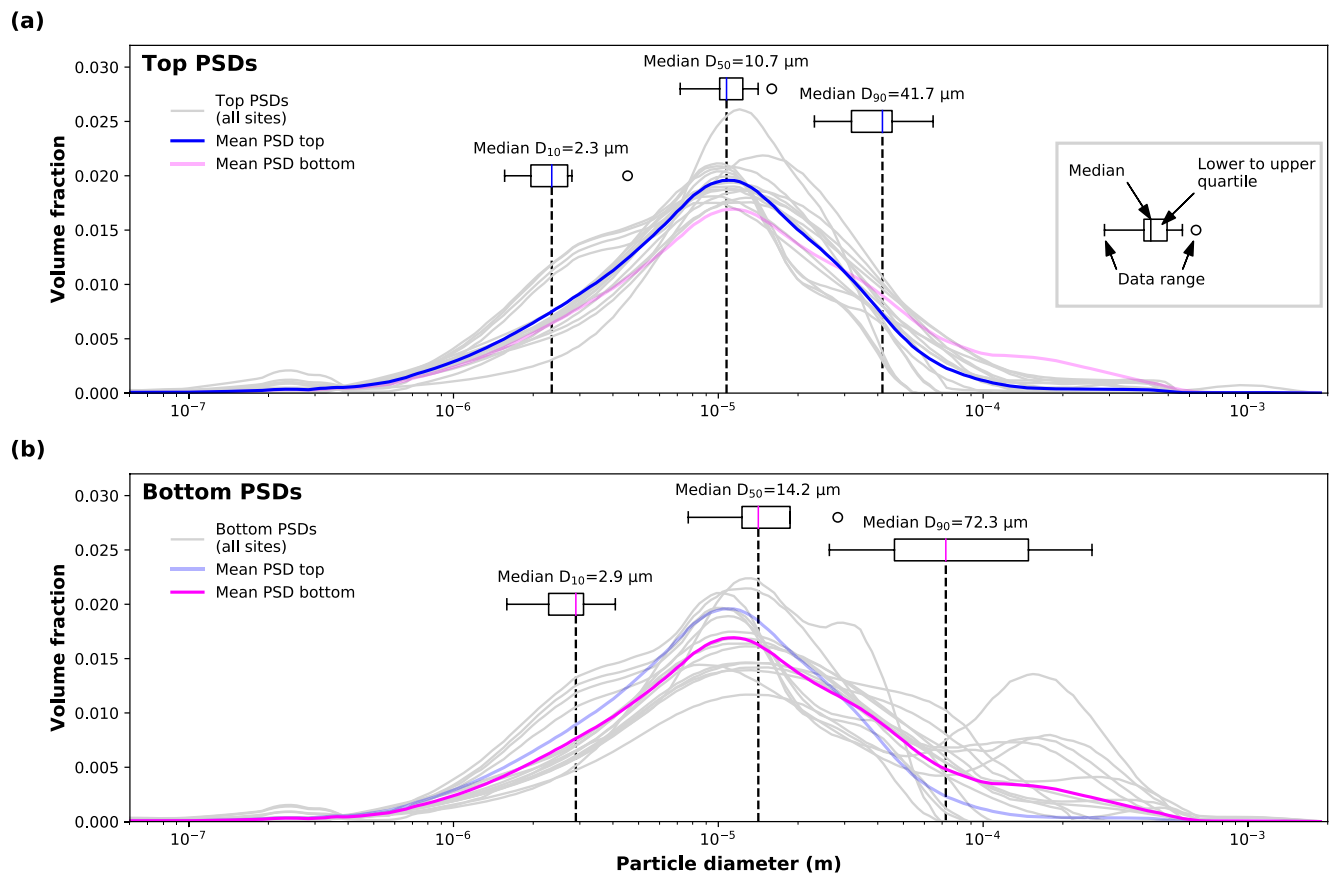 (a)
Top PSDs
Top PSDs
(all sites)
Mean PSD top
Mean PSD bottom
Median D₁₀=2.3 μm
Median D₅₀=10.7 μm
Median D₉₀=41.7 μm
Median
Lower to upper
quartile
Data range
Volume fraction
0.030
0.025
0.020
0.015
0.010
0.005
0.000
10⁻⁷
10⁻⁶
10⁻⁵
10⁻⁴
10⁻³
(b)
Bottom PSDs
Bottom PSDs
(all sites)
Mean PSD top
Mean PSD bottom
Median D₁₀=2.9 μm
Median D₅₀=14.2 μm
Median D₉₀=72.3 μm
Volume fraction
0.030
0.025
0.020
0.015
0.010
0.005
0.000
10⁻⁷
10⁻⁶
10⁻⁵
10⁻⁴
10⁻³
Particle diameter (m)